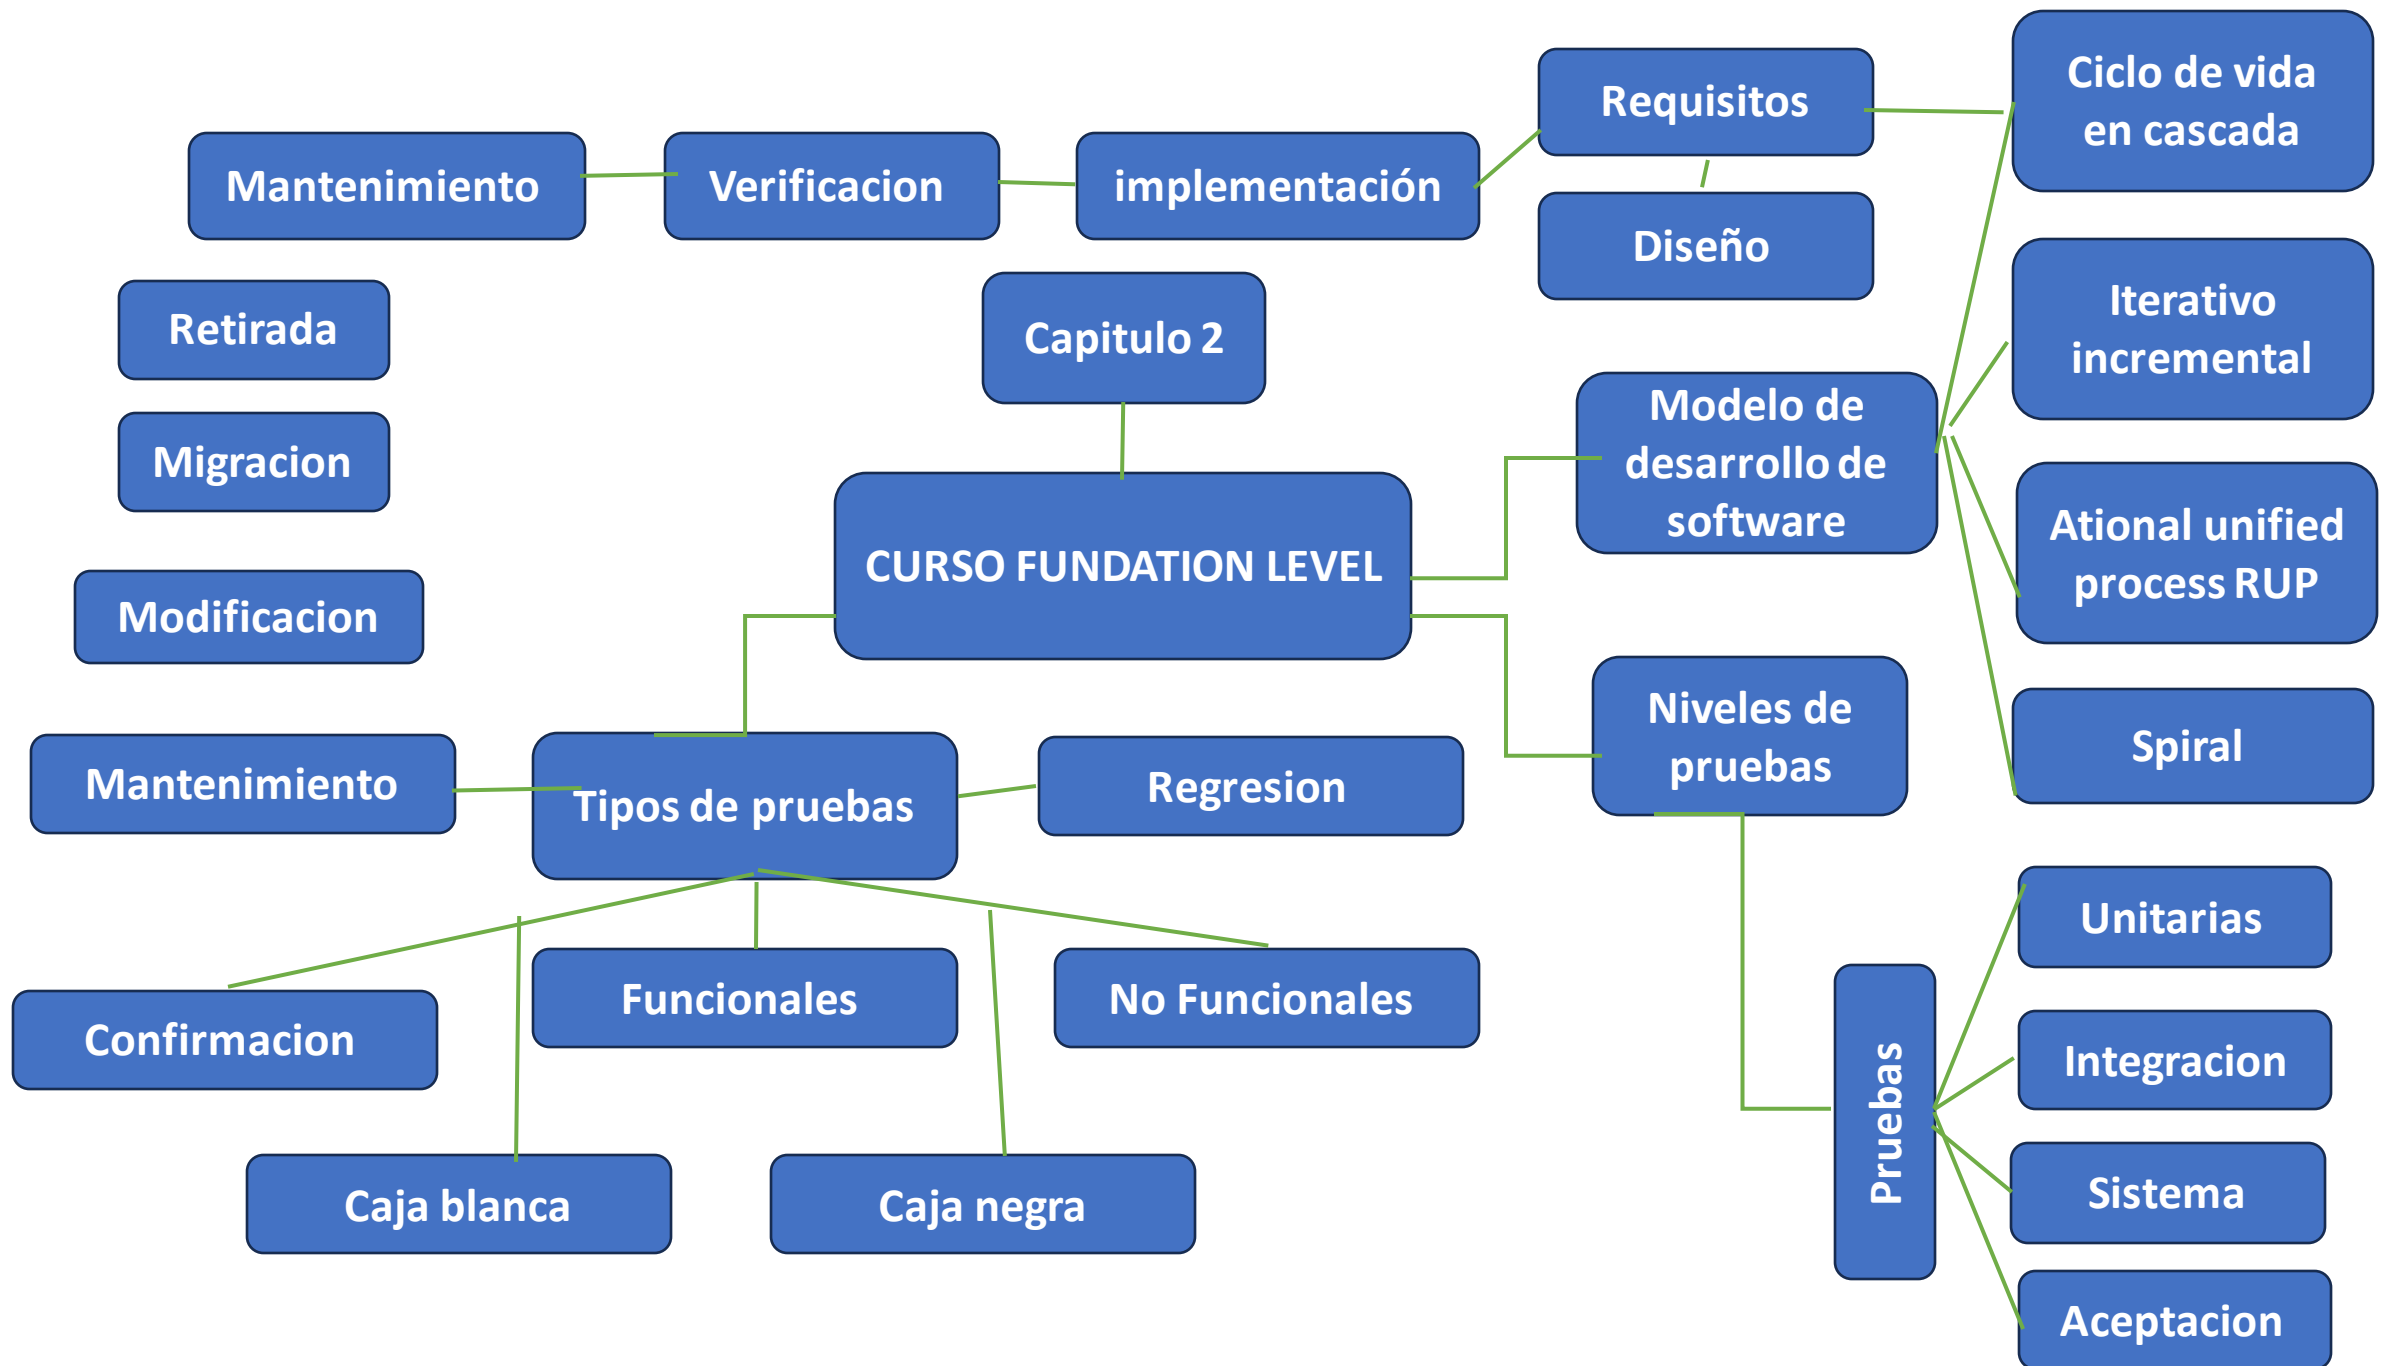 Ciclo de vida
en cascada
Requisitos
Mantenimiento
Verificacion
implementación
Diseño
Retirada
Capitulo 2
Iterativo
incremental
Migracion
Modelo de
desarrollo de
software
CURSO FUNDATION LEVEL
Ational unified
process RUP
Modificacion
Niveles de
pruebas
Spiral
Mantenimiento
Tipos de pruebas
Regresion
Unitarias
Confirmacion
Funcionales
No Funcionales
Pruebas
Integracion
Caja blanca
Caja negra
Sistema
Aceptacion